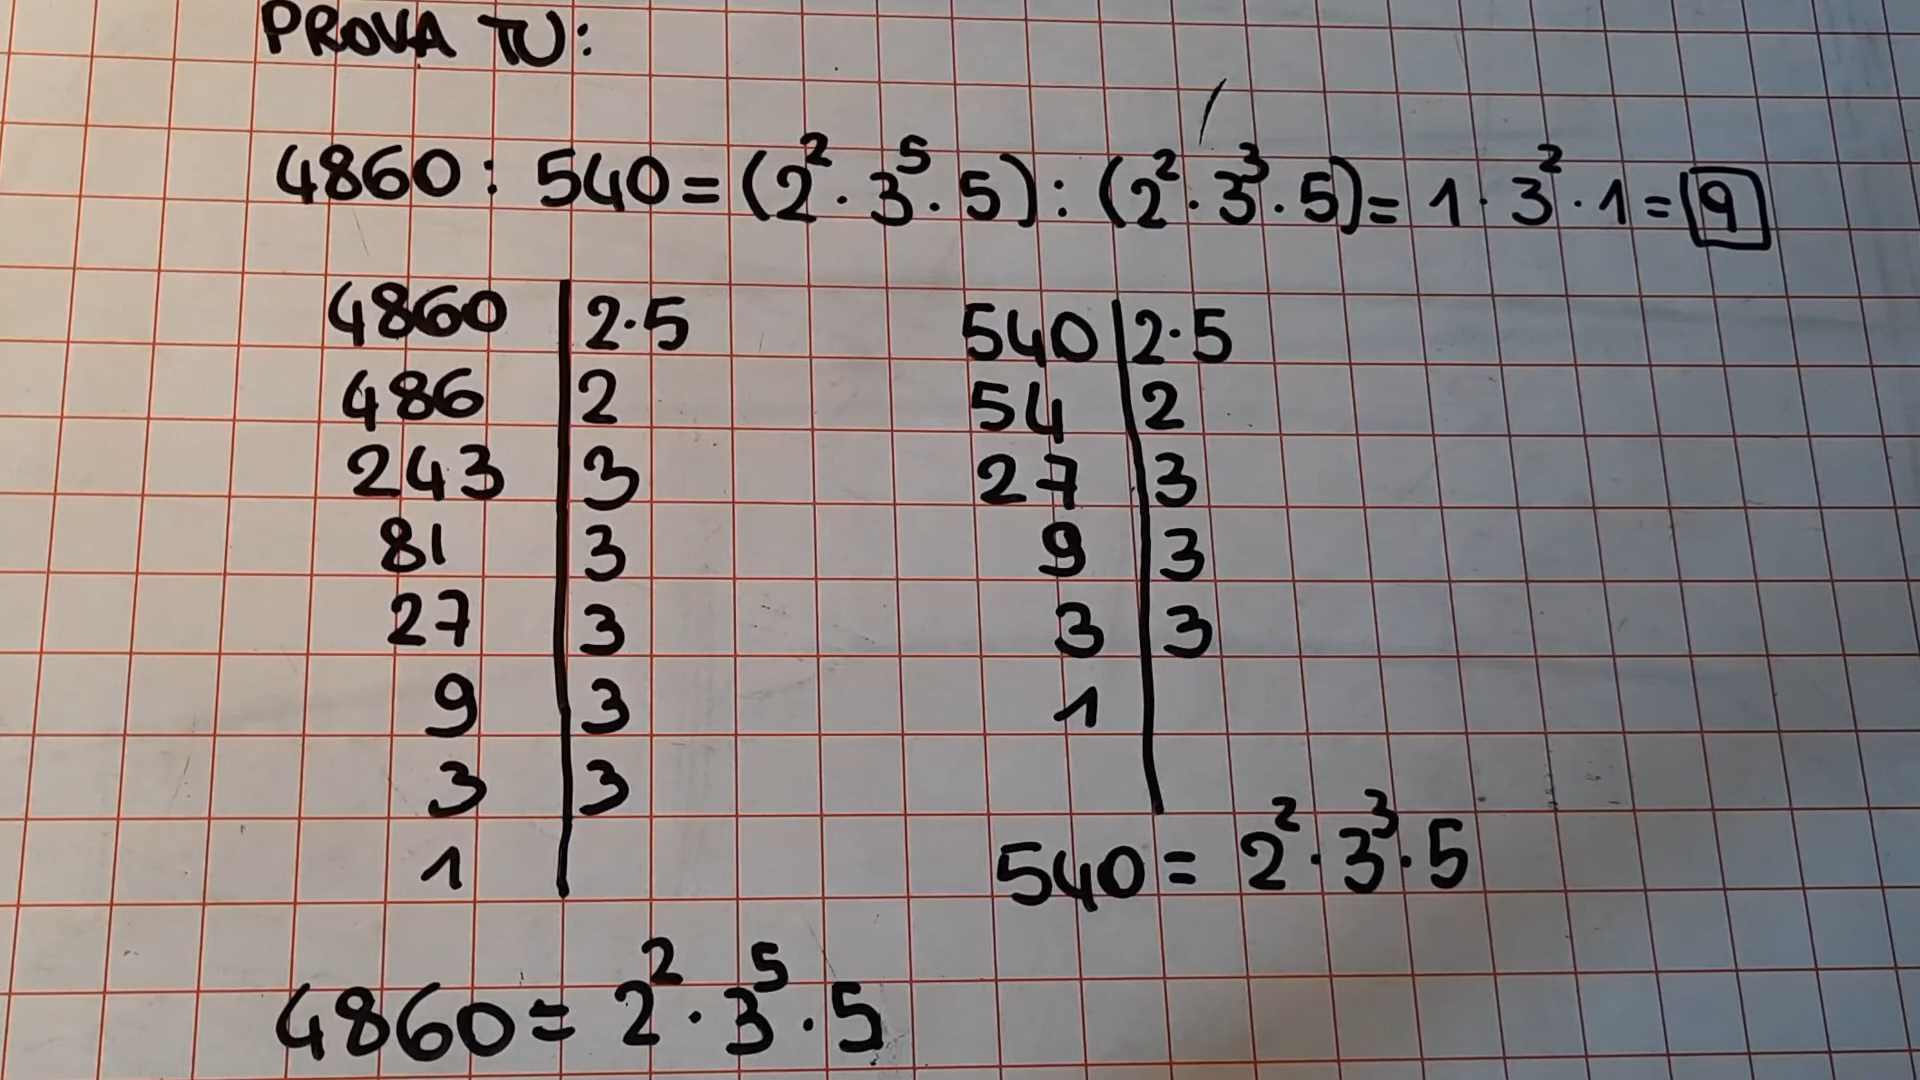 PROVA TU:
4860 : 540 = (2² · 3⁵ · 5) : (2² · 3³ · 5) = 1 · 3² · 1 = 9
4860 | 2·5
486 | 2
243 | 3
81 | 3
27 | 3
9 | 3
3 | 3
1 |
4860 = 2² · 3⁵ · 5
540 | 2·5
54 | 2
27 | 3
9 | 3
3 | 3
1 |
540 = 2² · 3³ · 5